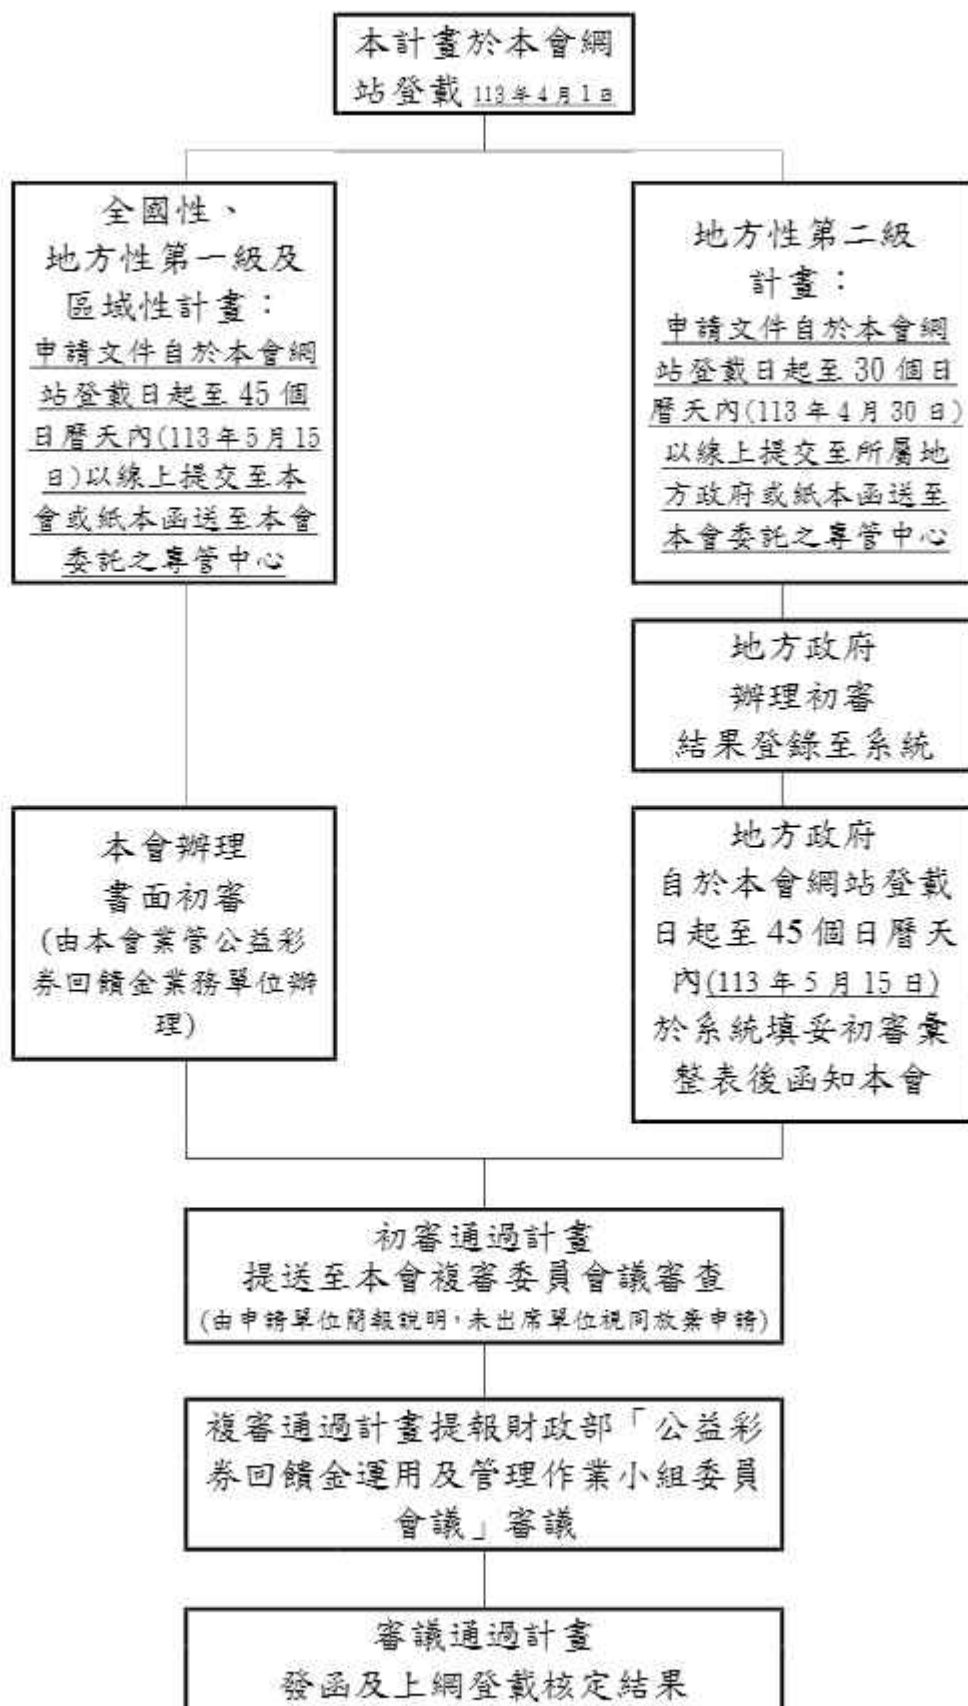 本計畫於本會網
站登載 113年4月1日
全國性、
地方性第一級及
區域性計畫：
申請文件自於本會網
站登載日起至 45 個
日曆天內(113年5月15
日)以線上提交至本
會或紙本函送至本會
委託之專管中心
地方性第二級
計畫：
申請文件自於本會網
站登載日起至 30 個日
曆天內(113 年 4 月 30 日)
以線上提交至所屬地
方政府或紙本函送至
本會委託之專管中心
地方政府
辦理初審
結果登錄至系統
本會辦理
書面初審
(由本會業管公益彩
券回饋金業務單位辦
理)
地方政府
自於本會網站登載
日起至 45 個日曆天
內(113 年 5 月 15 日)
於系統填妥初審彙
整表後函知本會
初審通過計畫
提送至本會複審委員會議審查
(由申請單位簡報說明，未出席單位視同放棄申請)
複審通過計畫提報財政部「公益彩
券回饋金運用及管理作業小組委員
會議」審議
審議通過計畫
發函及上網登載核定結果